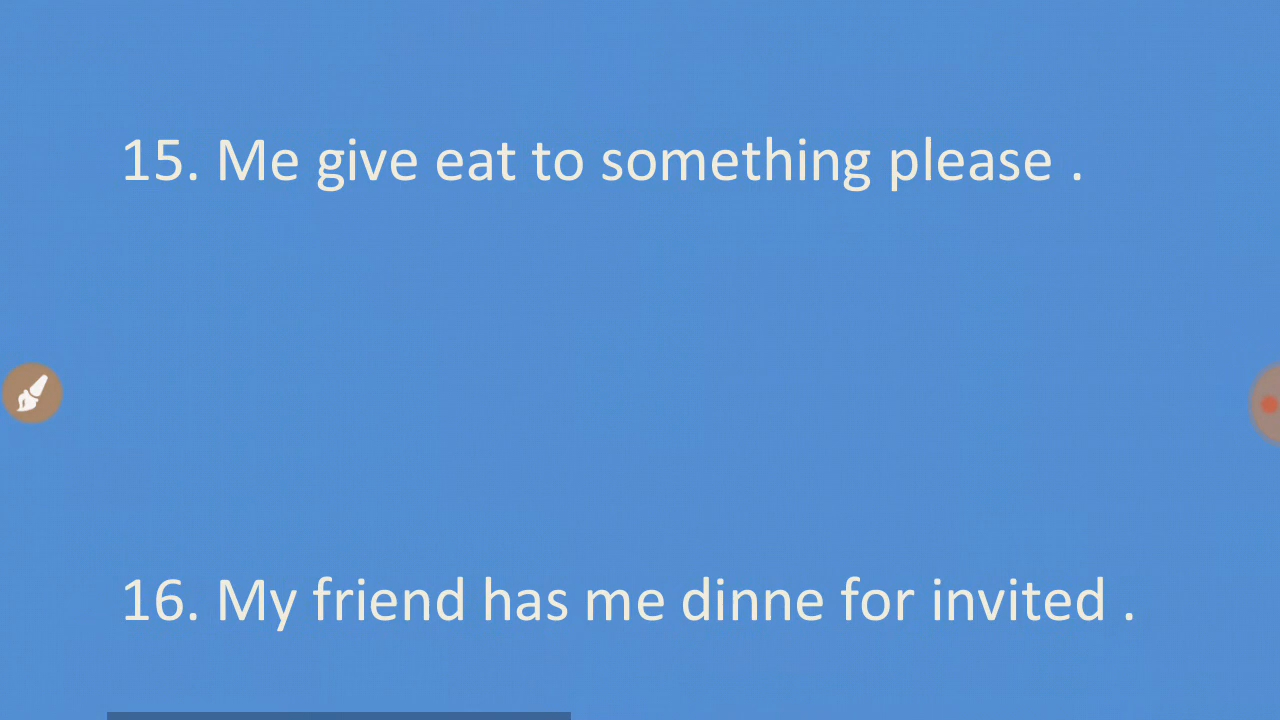 15. Me give eat to something please .
16. My friend has me dinne for invited .